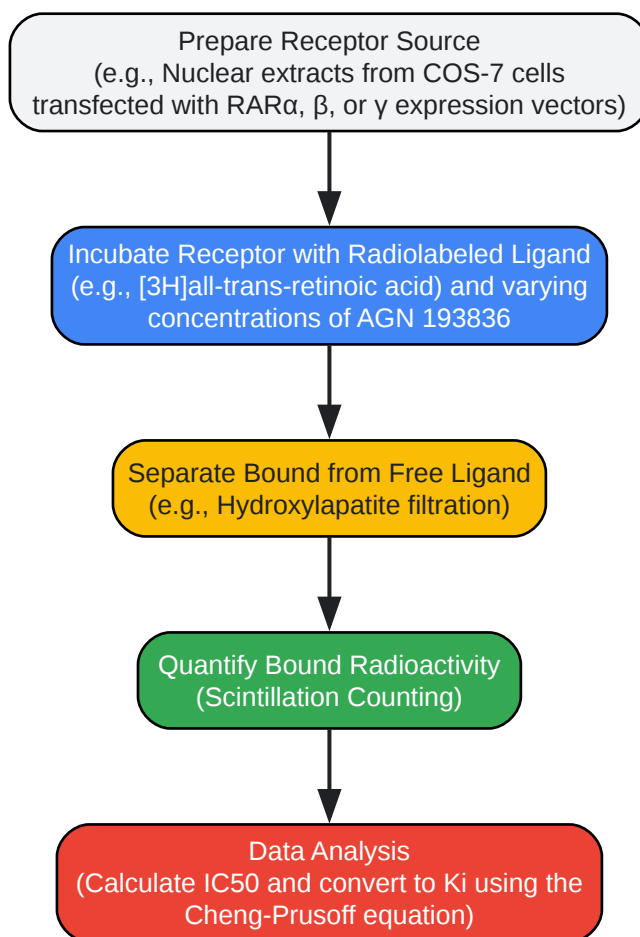 Prepare Receptor Source
(e.g., Nuclear extracts from COS-7 cells
transfected with RARα, β, or γ expression vectors)
Incubate Receptor with Radiolabeled Ligand
(e.g., [3H]all-trans-retinoic acid) and varying
concentrations of AGN 193836
Separate Bound from Free Ligand
(e.g., Hydroxylapatite filtration)
Quantify Bound Radioactivity
(Scintillation Counting)
Data Analysis
(Calculate IC50 and convert to Ki using the
Cheng-Prusoff equation)